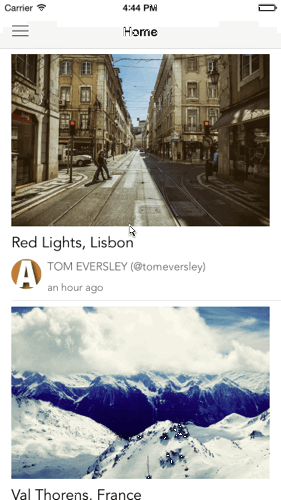 Carrier 4:44 PM
Home
Red Lights, Lisbon
A
TOM EVERSLEY (@tomeversley)
an hour ago
Val Thorens, France